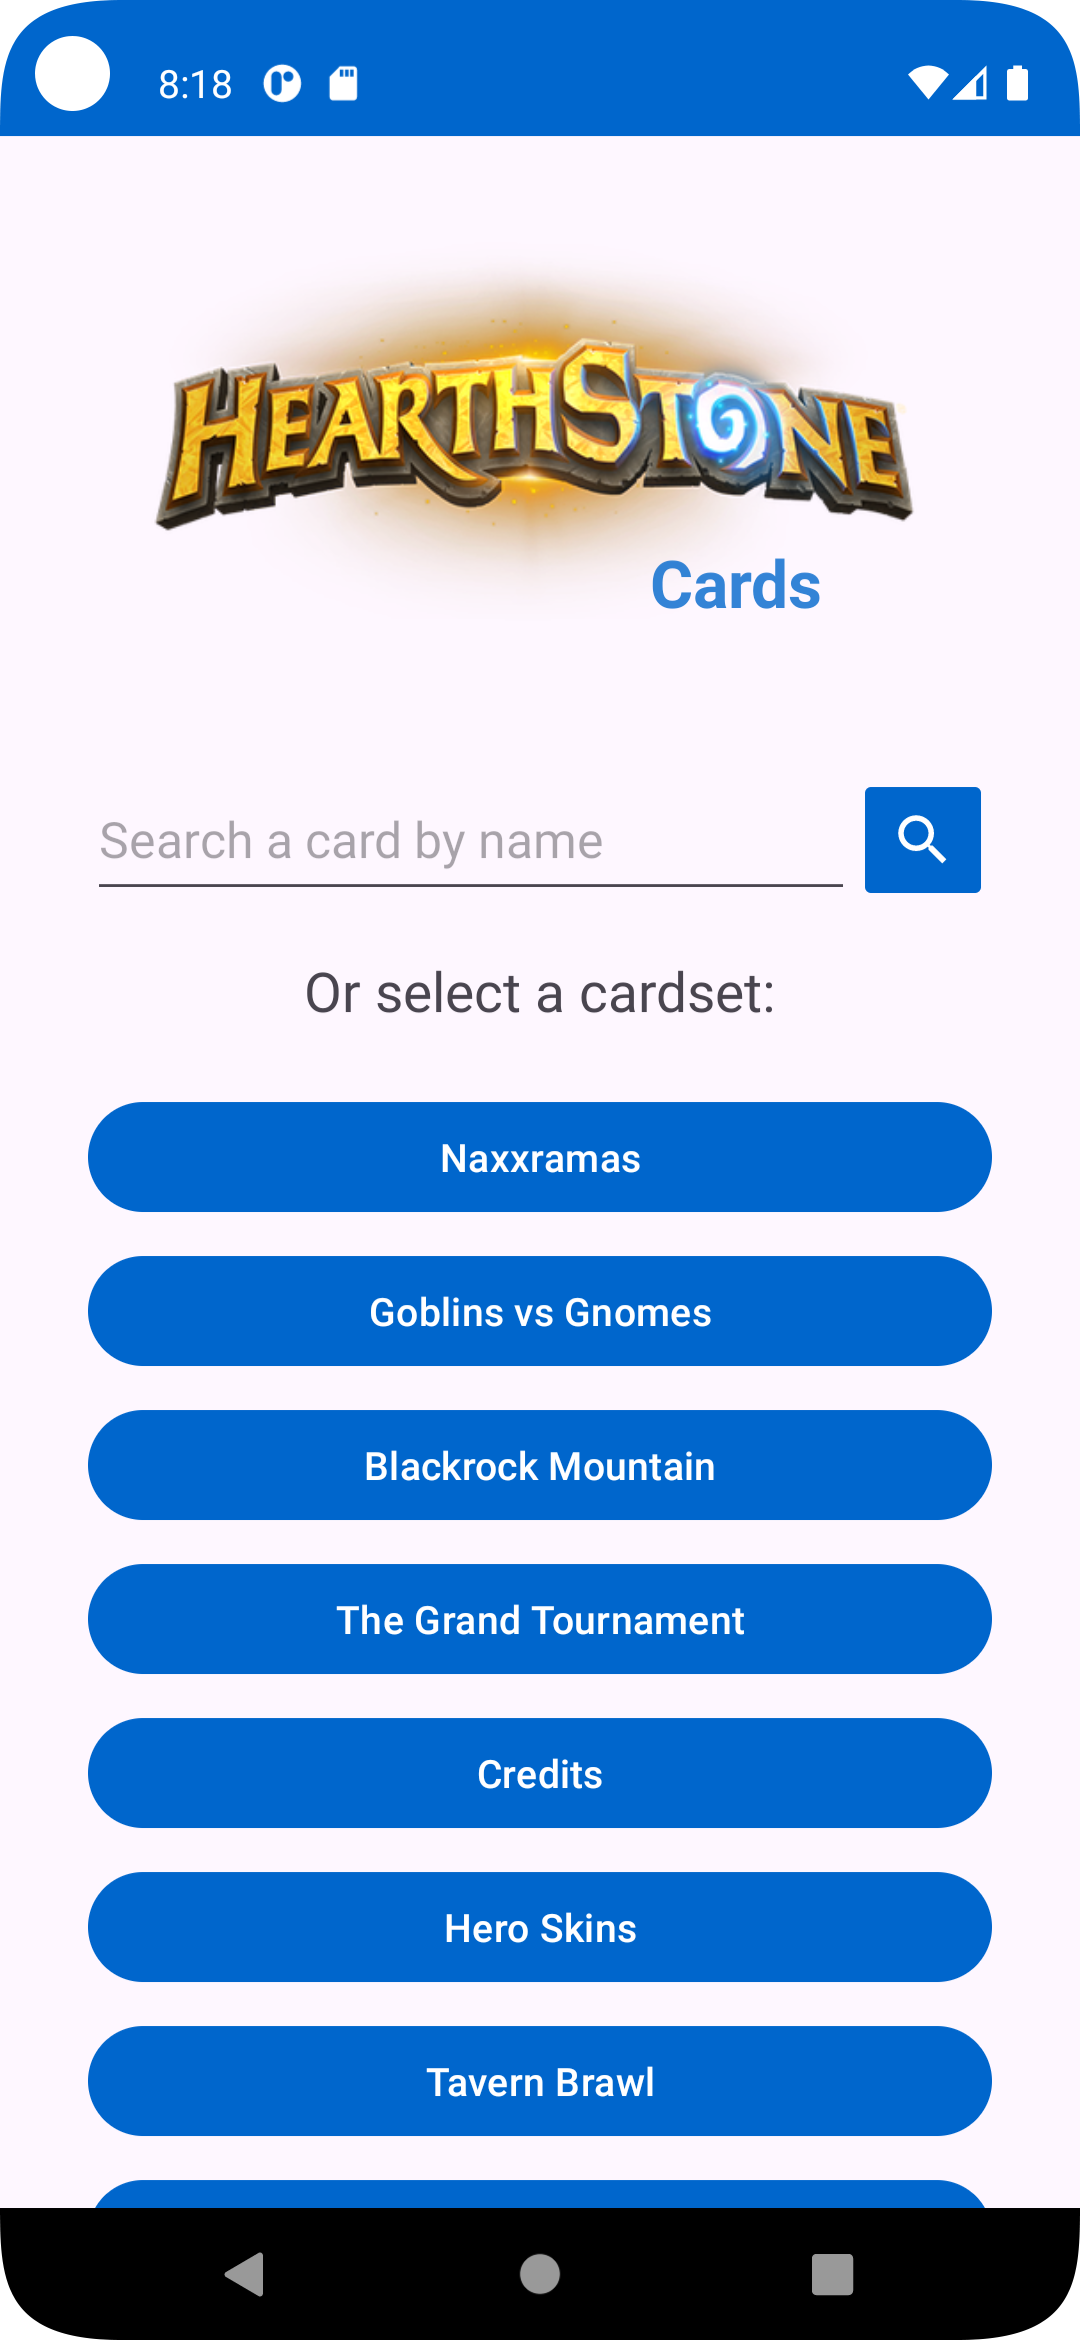 8:18
HEARTHSTONE
Cards
Search a card by name
Or select a cardset:
Naxxramas
Goblins vs Gnomes
Blackrock Mountain
The Grand Tournament
Credits
Hero Skins
Tavern Brawl